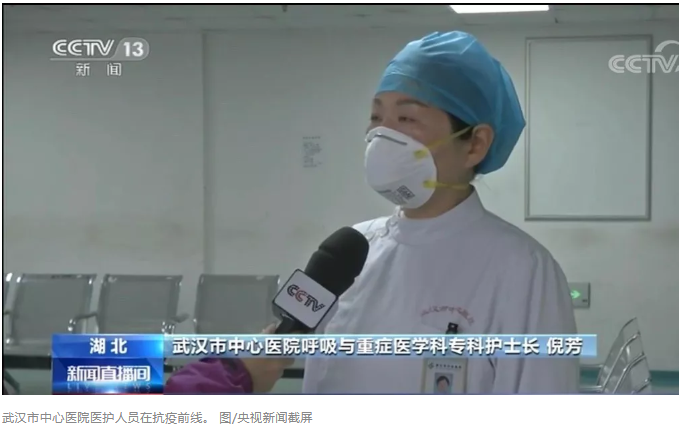 CCTV 13
新闻
CCTV
CCTV
湖北
武汉市中心医院呼吸与重症医学科专科护士长 倪芳
新闻直播间
武汉市中心医院医护人员在抗疫前线。 图/央视新闻截屏